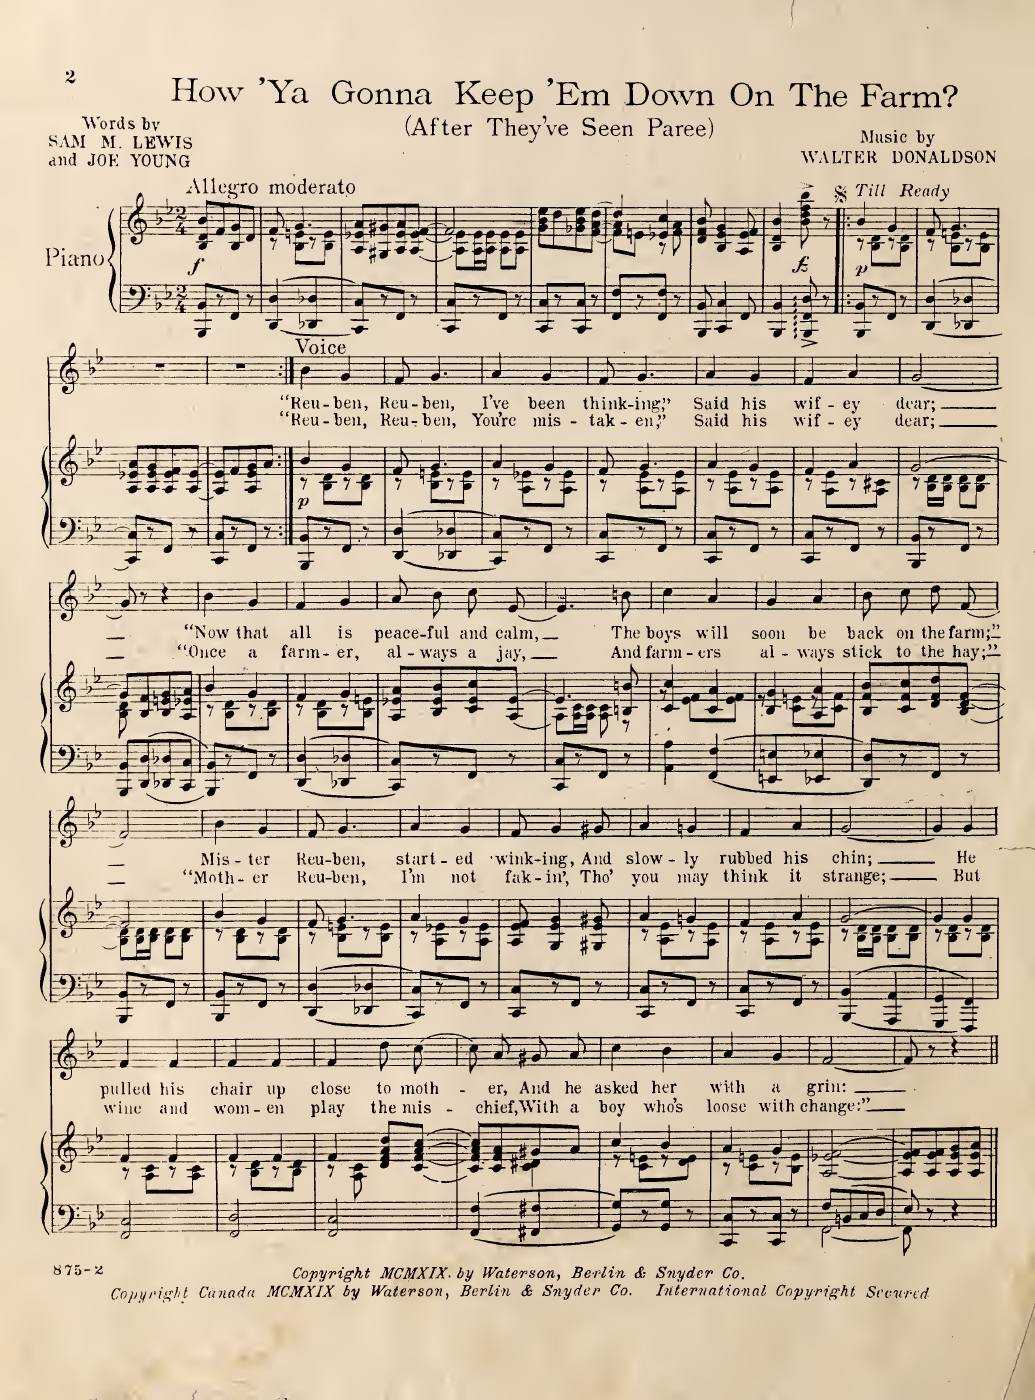 2
How 'Ya Gonna Keep 'Em Down On The Farm?
(After They've Seen Paree)
Words by
SAM M. LEWIS
and JOE YOUNG
Music by
WALTER DONALDSON
Allegro moderato
Till Ready
Piano
f
fz
p
Voice
"Reu-ben, Reu-ben, I've been think-ing," Said his wif-ey dear;
"Reu-ben, Reu-ben, You're mis-tak-en," Said his wif-ey dear;
p
"Now that all is peace-ful and calm, The boys will soon be back on the farm;"
"Once a farm-er, al-ways a jay, And farm-ers al-ways stick to the hay;"
Mis-ter Reu-ben, start-ed wink-ing, And slow-ly rubbed his chin; He
"Moth-er Reu-ben, I'm not fak-in', Tho' you may think it strange; But
pulled his chair up close to moth-er, And he asked her with a grin:
wine and wom-en play the mis-chief, With a boy who's loose with change:"
875-2
Copyright MCMXIX. by Waterson, Berlin & Snyder Co.
Copyright Canada MCMXIX by Waterson, Berlin & Snyder Co. International Copyright Secured